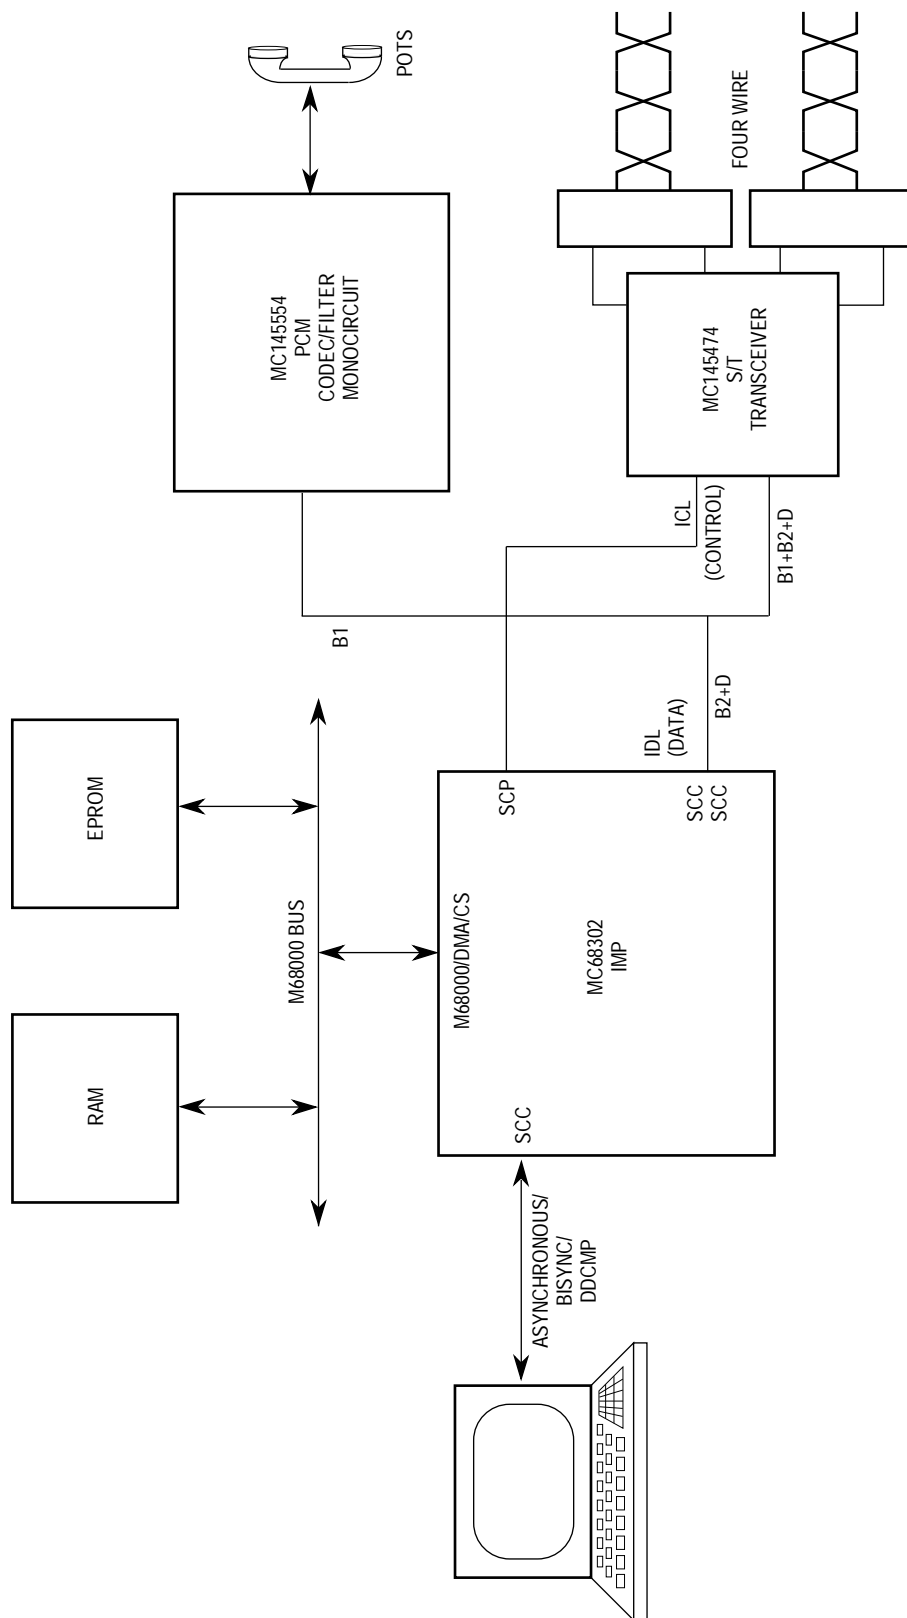 RAM
EPROM
M68000 BUS
ASYNCHRONOUS/
BISYNC/
DDCMP
SCC
M68000/DMA/CS
MC68302
IMP
SCP
SCC
SCC
IDL
(DATA)
B2+D
B1
ICL
(CONTROL)
B1+B2+D
MC145554
PCM
CODEC/FILTER
MONOCIRCUIT
POTS
MC145474
S/T
TRANSCEIVER
FOUR WIRE